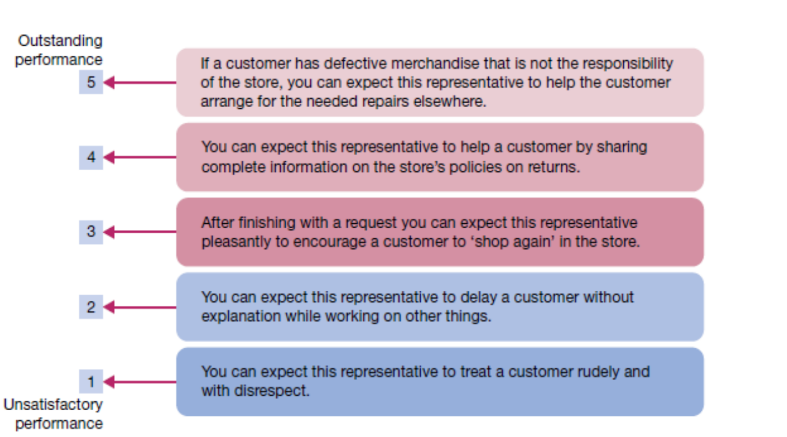 Outstanding
performance
5
If a customer has defective merchandise that is not the responsibility
of the store, you can expect this representative to help the customer
arrange for the needed repairs elsewhere.
4
You can expect this representative to help a customer by sharing
complete information on the store's policies on returns.
3
After finishing with a request you can expect this representative
pleasantly to encourage a customer to ‘shop again’ in the store.
2
You can expect this representative to delay a customer without
explanation while working on other things.
1
You can expect this representative to treat a customer rudely and
with disrespect.
Unsatisfactory
performance